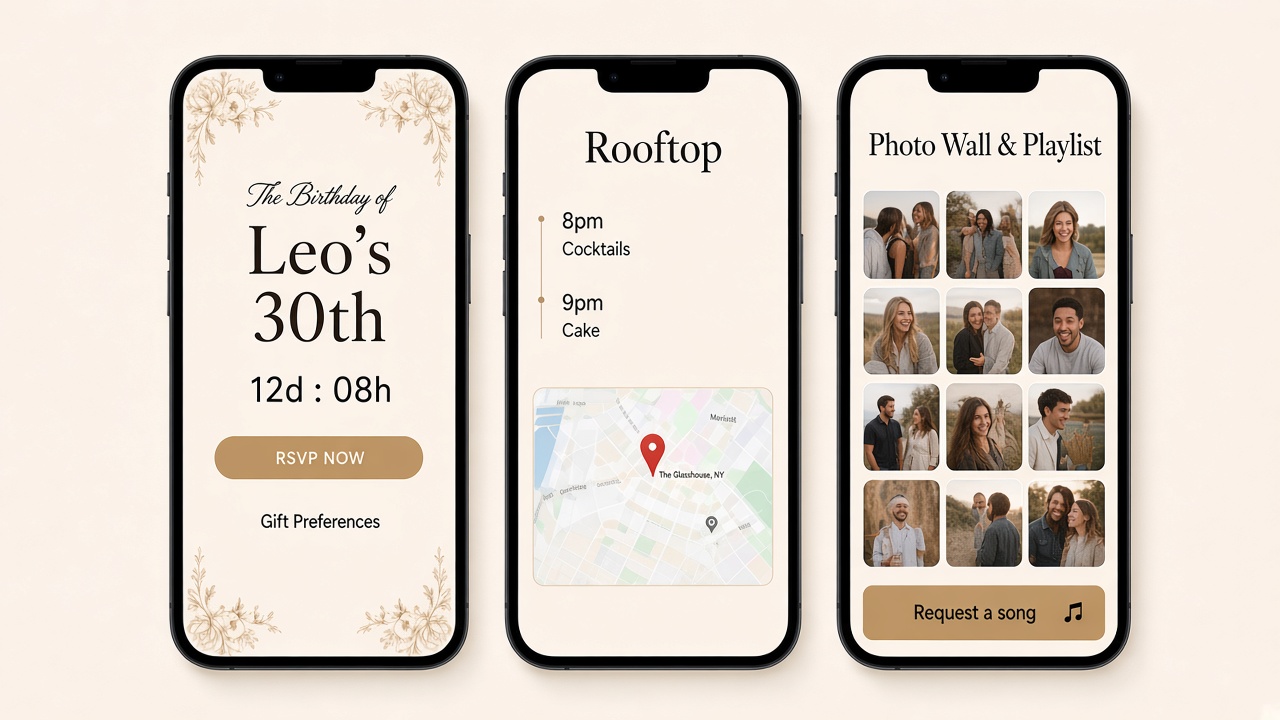 The Birthday of
Leo's
30th
12d : 08h
RSVP NOW
Gift Preferences
Rooftop
8pm
Cocktails
9pm
Cake
The Glasshouse, NY
Photo Wall & Playlist
Request a song